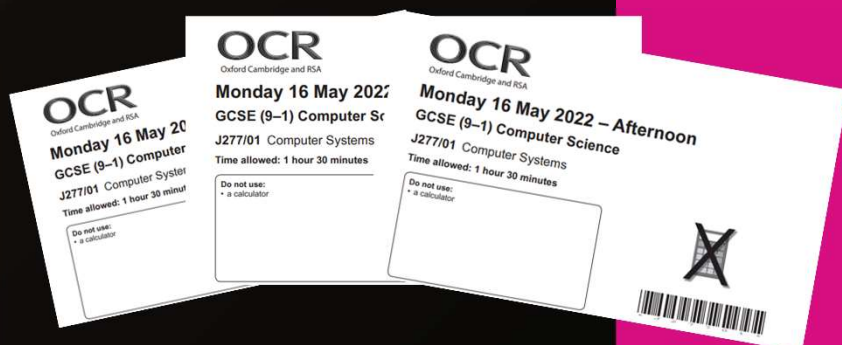 OCR
Oxford Cambridge and RSA
Monday 16 May 20
GCSE (9–1) Computer
J277/01 Computer System
Time allowed: 1 hour 30 minut
Do not use:
• a calculator
OCR
Oxford Cambridge and RSA
Monday 16 May 2022
GCSE (9–1) Computer Sc
J277/01 Computer Systems
Time allowed: 1 hour 30 minutes
Do not use:
• a calculator
OCR
Oxford Cambridge and RSA
Monday 16 May 2022 – Afternoon
GCSE (9–1) Computer Science
J277/01 Computer Systems
Time allowed: 1 hour 30 minutes
Do not use:
• a calculator